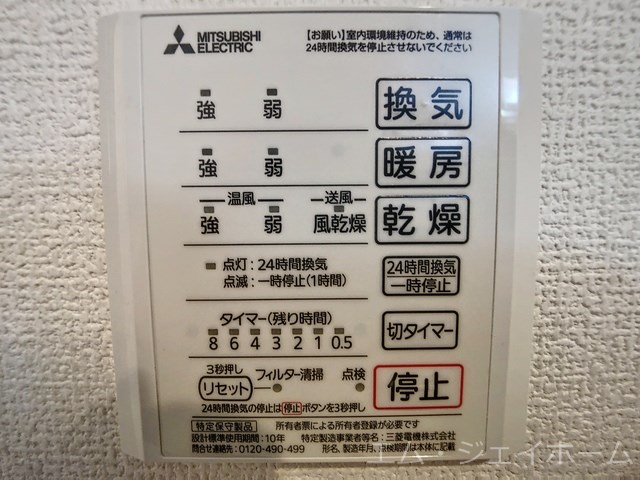 MITSUBISHI
ELECTRIC
【お願い】室内環境維持のため、通常は
24時間換気を停止させないでください
強 弱 換気
強 弱 暖房
温風 送風
強 弱 風乾燥 乾燥
点灯:24時間換気
点滅:一時停止(1時間)
24時間換気
一時停止
タイマー(残り時間)
8 6 4 3 2 1 0.5
切タイマー
3秒押し
リセット フィルター清掃 点検
停止
24時間換気の停止は停止ボタンを3秒押し
特定保守製品 所有者票による所有者登録が必要です
設計標準使用期間:10年 特定製造事業者等名:三菱電機株式会社
問合せ連絡先:0120-490-499 形名、製造年月、点検期間は本体に記載
エバージェイホーム